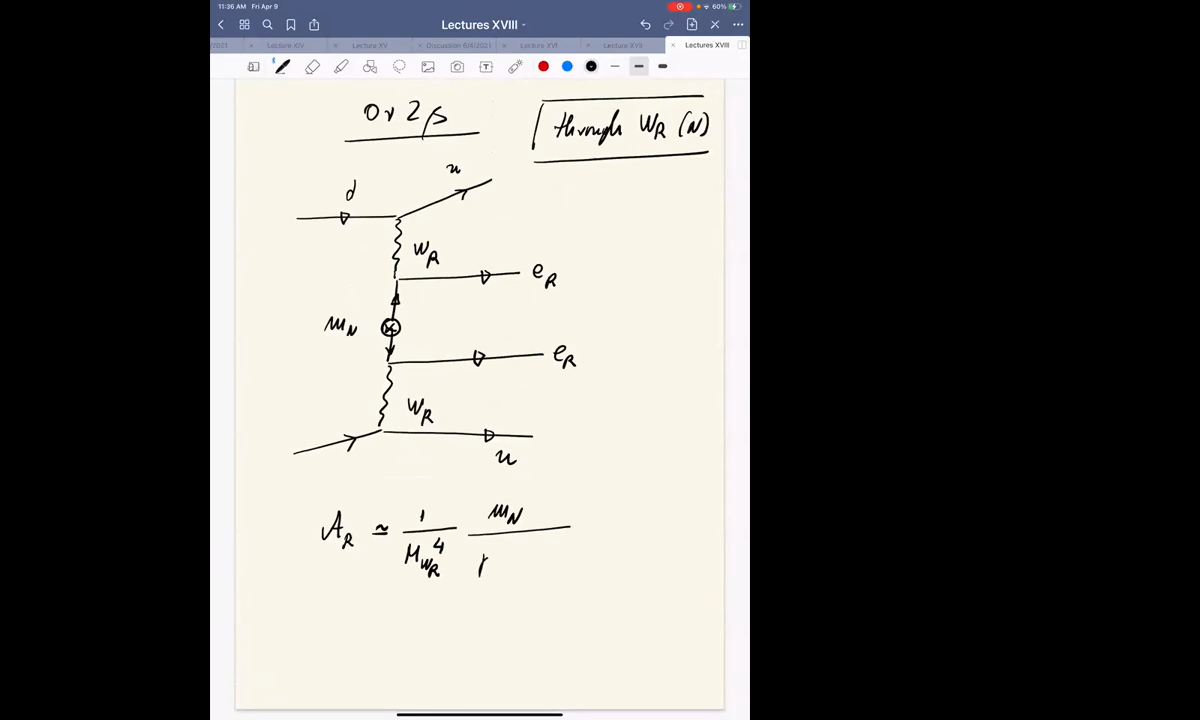 11:36 AM Fri Apr 9
60%
Lectures XVIII
/2021
Lecture XIV
Lecture XV
Discussion 6/4/2021
Lecture XVI
Lecture XVII
Lectures XVIII
0ν2β
through W_R (N)
d
u
W_R
e_R
m_N
e_R
W_R
u
A_R ≃ 1/M_{W_R}^4 m_N/